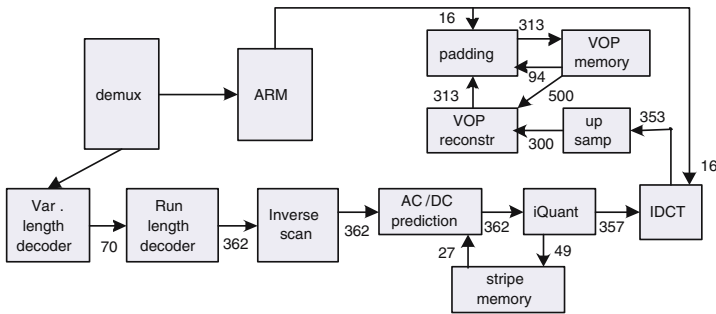 16
313
padding
VOP
memory
94
demux
ARM
313
500
353
VOP
reconstr
up
samp
300
16
Var .
length
decoder
Run
length
decoder
Inverse
scan
AC/DC
prediction
iQuant
IDCT
70
362
362
362
357
27
49
stripe
memory